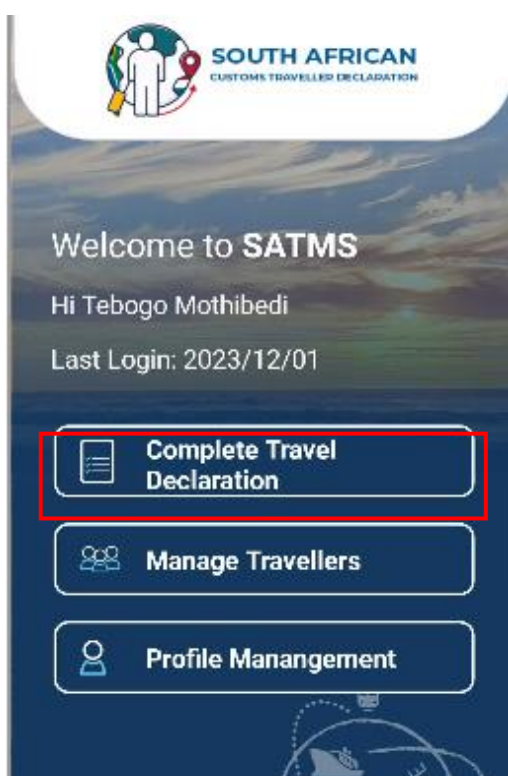 SOUTH AFRICAN
CUSTOMS TRAVELLER DECLARATION
Welcome to SATMS
Hi Tebogo Mothibedi
Last Login: 2023/12/01
Complete Travel
Declaration
Manage Travellers
Profile Manangement